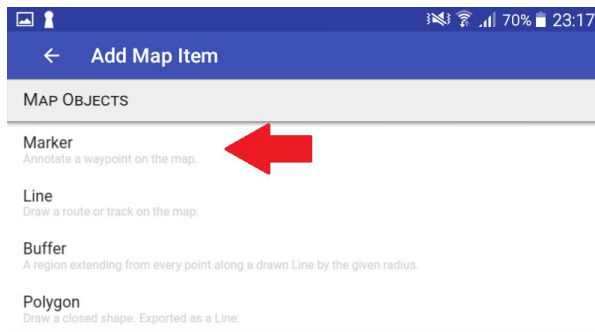 70% 23:17
Add Map Item
MAP OBJECTS
Marker
Annotate a waypoint on the map.
Line
Draw a route or track on the map.
Buffer
A region extending from every point along a drawn Line by the given radius.
Polygon
Draw a closed shape. Exported as a Line.